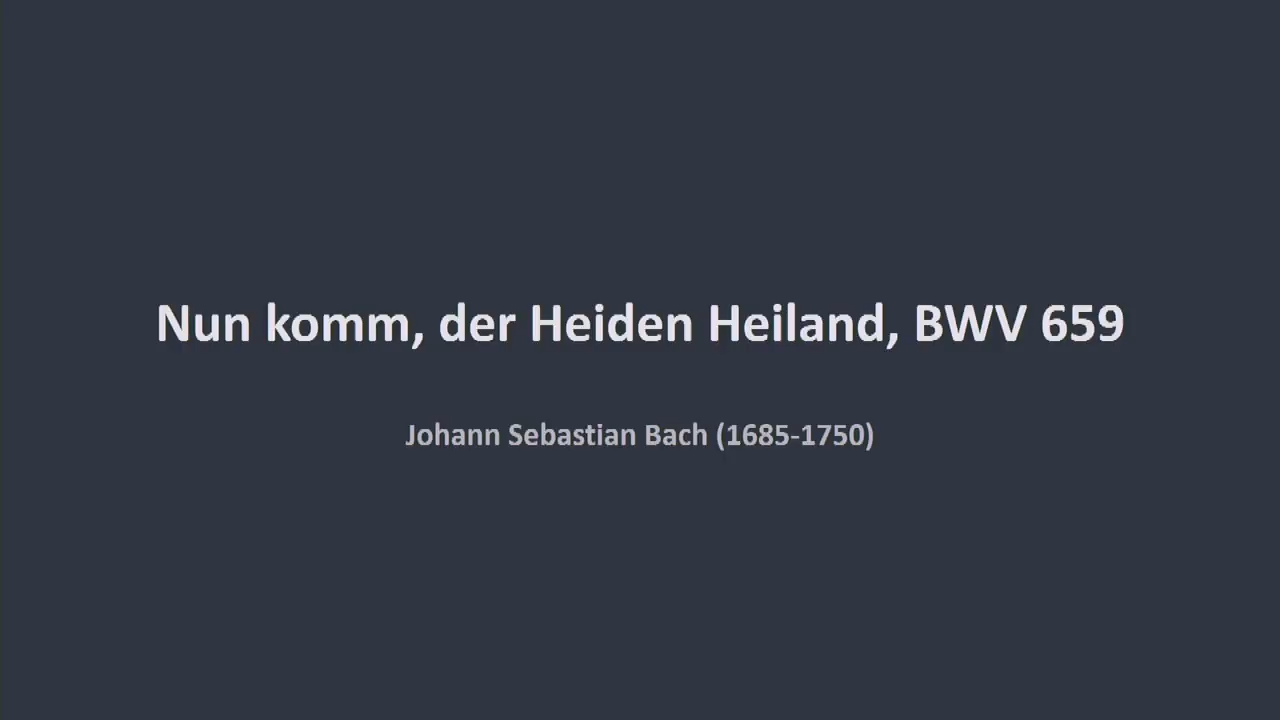 Nun komm, der Heiden Heiland, BWV 659
Johann Sebastian Bach (1685-1750)